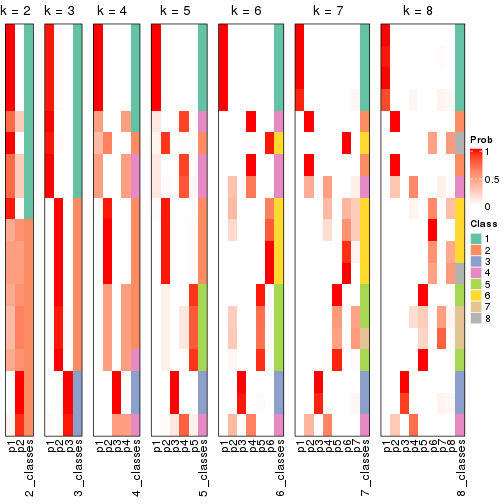 k = 2 k = 3 k = 4 k = 5 k = 6 k = 7 k = 8
Prob
1
0.5
0
Class
1
2
3
4
5
6
7
8
p1 p2 2_classes
p1 p2 p3 3_classes
p1 p2 p3 p4 4_classes
p1 p2 p3 p4 p5 5_classes
p1 p2 p3 p4 p5 p6 6_classes
p1 p2 p3 p4 p5 p6 p7 7_classes
p1 p2 p3 p4 p5 p6 p7 p8 8_classes